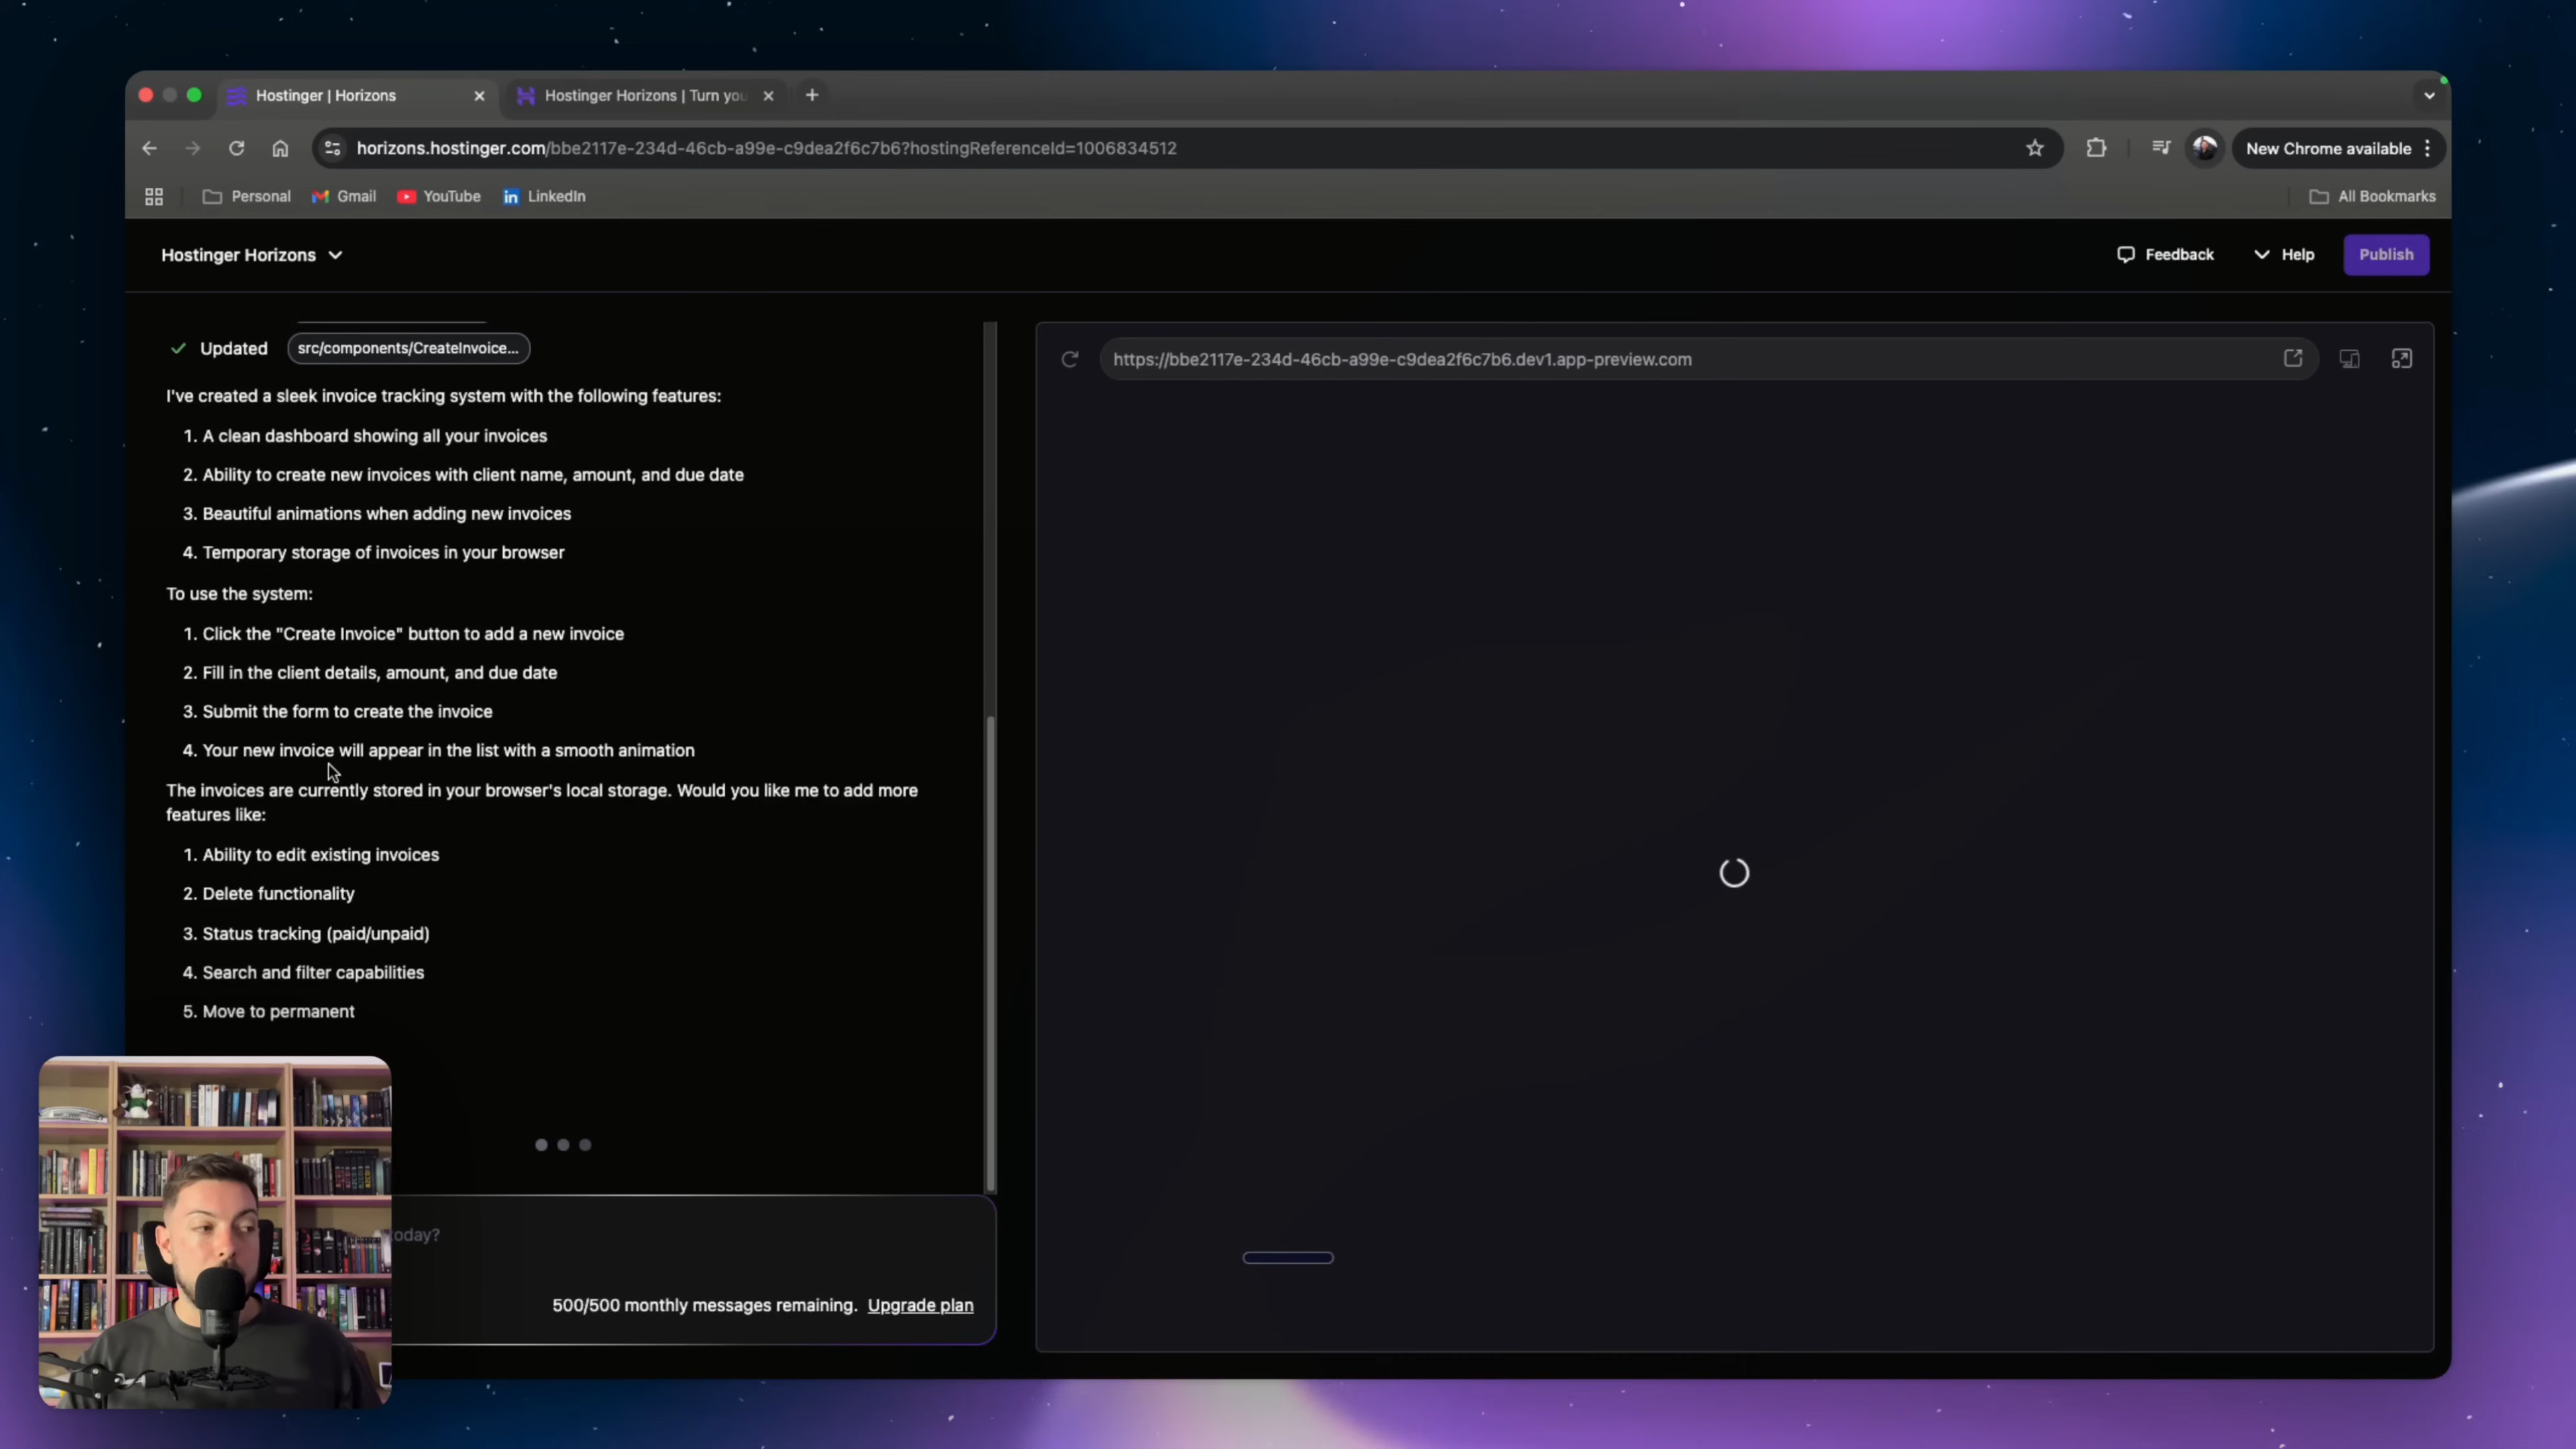 Hostinger | Horizons
Hostinger Horizons | Turn you
horizons.hostinger.com/bbe2117e-234d-46cb-a99e-c9dea2f6c7b6?hostingReferenceId=1006834512
New Chrome available
Personal
Gmail
YouTube
LinkedIn
All Bookmarks
Hostinger Horizons
Feedback
Help
Publish
Updated
src/components/CreateInvoice...
I've created a sleek invoice tracking system with the following features:
1. A clean dashboard showing all your invoices
2. Ability to create new invoices with client name, amount, and due date
3. Beautiful animations when adding new invoices
4. Temporary storage of invoices in your browser
To use the system:
1. Click the "Create Invoice" button to add a new invoice
2. Fill in the client details, amount, and due date
3. Submit the form to create the invoice
4. Your new invoice will appear in the list with a smooth animation
The invoices are currently stored in your browser's local storage. Would you like me to add more
features like:
1. Ability to edit existing invoices
2. Delete functionality
3. Status tracking (paid/unpaid)
4. Search and filter capabilities
5. Move to permanent
today?
500/500 monthly messages remaining. Upgrade plan
https://bbe2117e-234d-46cb-a99e-c9dea2f6c7b6.dev1.app-preview.com